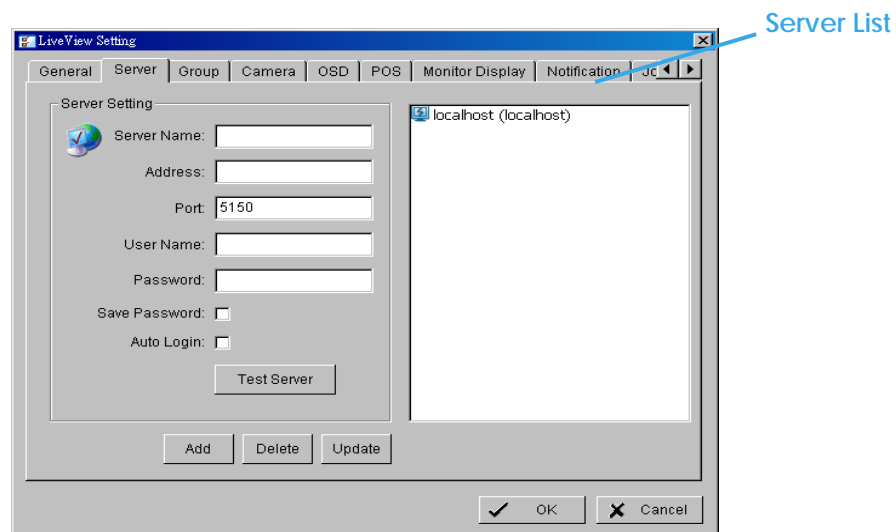 Server List
LiveView Setting
General Server Group Camera OSD POS Monitor Display Notification
Server Setting
localhost (localhost)
Server Name:
Address:
Port: 5150
User Name:
Password:
Save Password:
Auto Login:
Test Server
Add Delete Update
OK Cancel